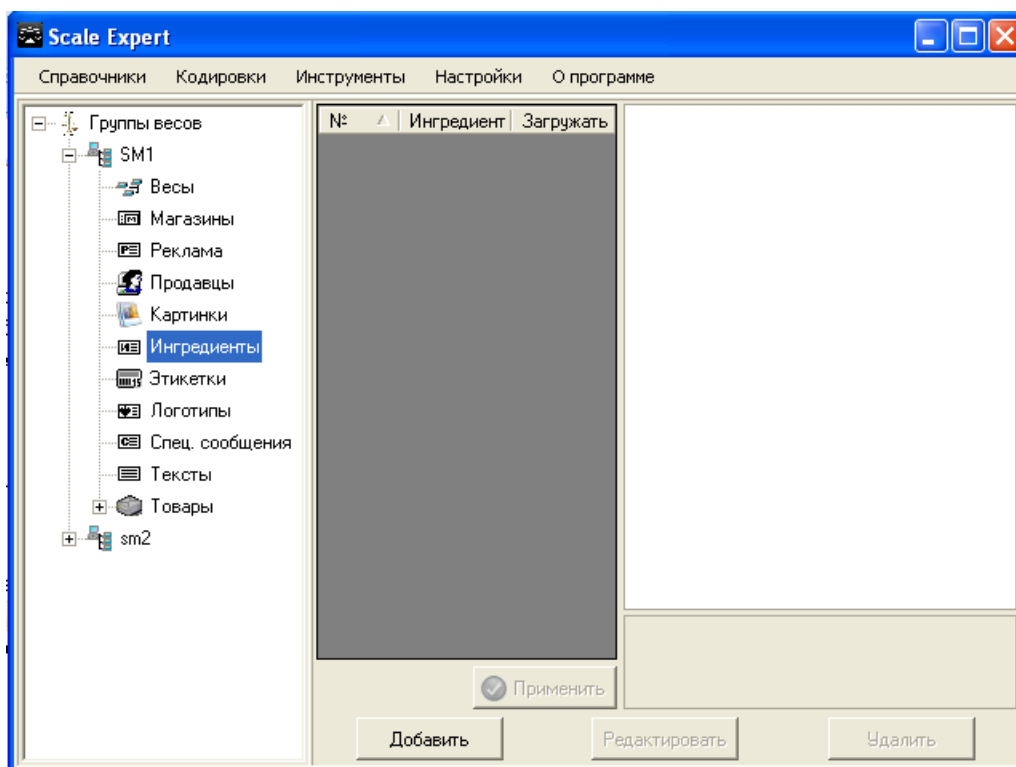 Scale Expert
Справочники Кодировки Инструменты Настройки О программе
Группы весов
SM1
Весы
Магазины
Реклама
Продавцы
Картинки
Ингредиенты
Этикетки
Логотипы
Спец. сообщения
Тексты
Товары
sm2
№ Ингредиент Загружать
Применить
Добавить Редактировать Удалить